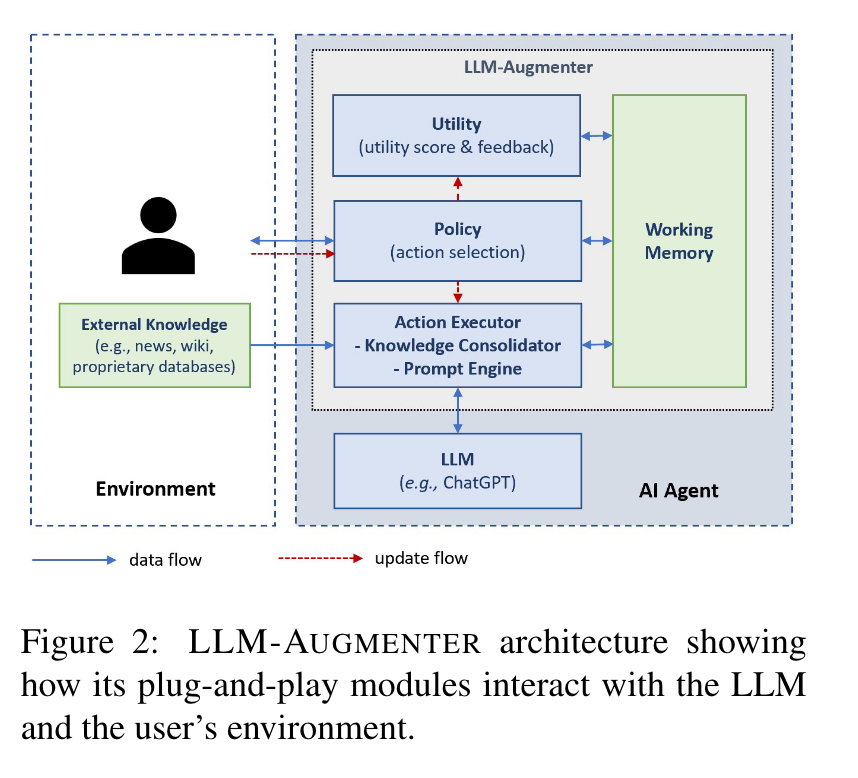 LLM-Augmenter
Utility
(utility score & feedback)
Policy
(action selection)
Working
Memory
External Knowledge
(e.g., news, wiki,
proprietary databases)
Action Executor
- Knowledge Consolidator
- Prompt Engine
LLM
(e.g., ChatGPT)
Environment
AI Agent
data flow
update flow
Figure 2: LLM-AUGMENTER architecture showing
how its plug-and-play modules interact with the LLM
and the user's environment.